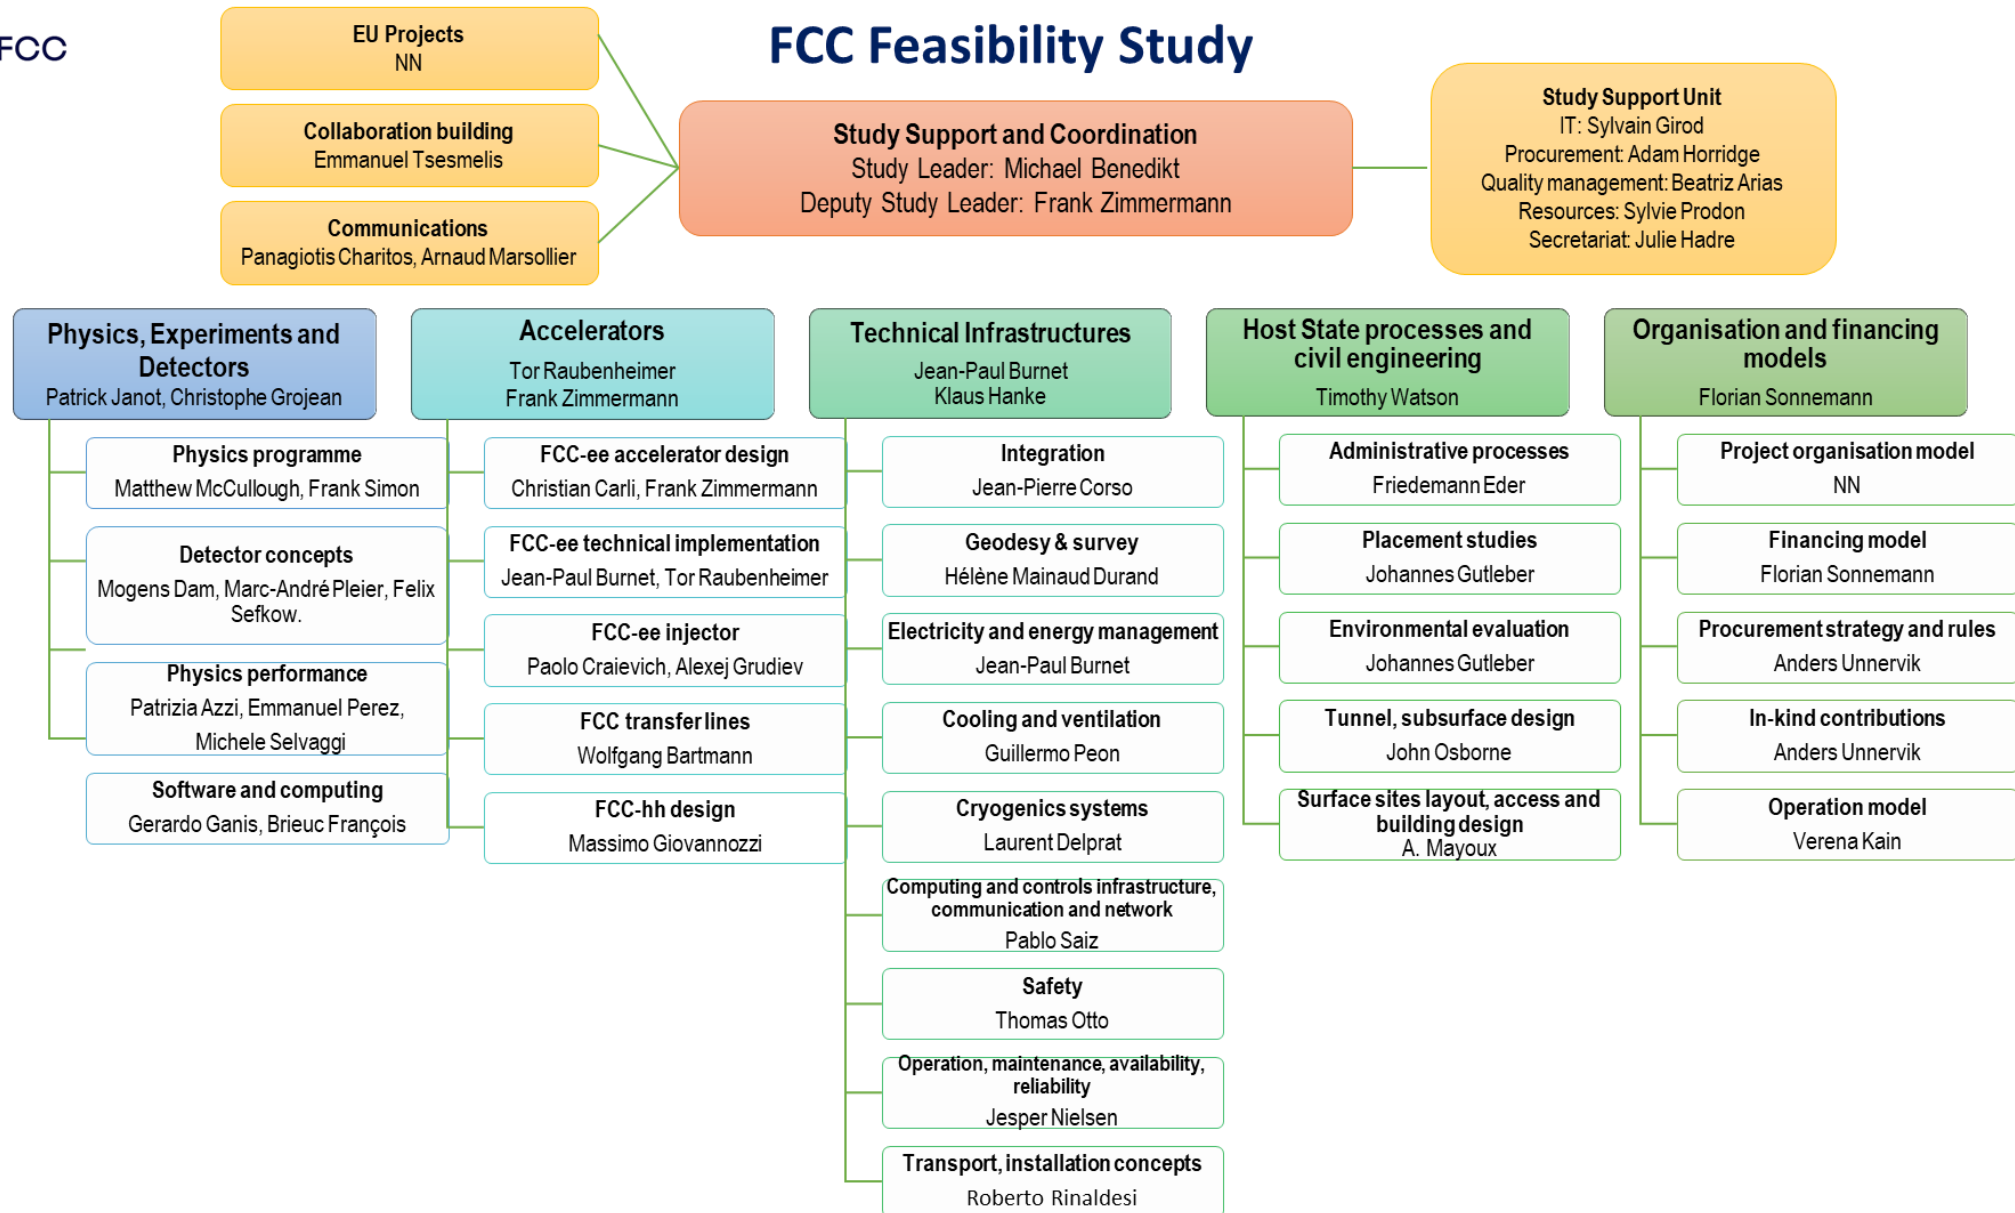 FCC
FCC Feasibility Study
EU Projects
NN
Collaboration building
Emmanuel Tsesmelis
Communications
Panagiotis Charitos, Arnaud Marsollier
Study Support and Coordination
Study Leader: Michael Benedikt
Deputy Study Leader: Frank Zimmermann
Study Support Unit
IT: Sylvain Girod
Procurement: Adam Horridge
Quality management: Beatriz Arias
Resources: Sylvie Prodon
Secretariat: Julie Hadre
Physics, Experiments and
Detectors
Patrick Janot, Christophe Grojean
Physics programme
Matthew McCullough, Frank Simon
Detector concepts
Mogens Dam, Marc-André Pleier, Felix
Sefkow.
Physics performance
Patrizia Azzi, Emmanuel Perez,
Michele Selvaggi
Software and computing
Gerardo Ganis, Brieuc François
Accelerators
Tor Raubenheimer
Frank Zimmermann
FCC-ee accelerator design
Christian Carli, Frank Zimmermann
FCC-ee technical implementation
Jean-Paul Burnet, Tor Raubenheimer
FCC-ee injector
Paolo Craievich, Alexej Grudiev
FCC transfer lines
Wolfgang Bartmann
FCC-hh design
Massimo Giovannozzi
Technical Infrastructures
Jean-Paul Burnet
Klaus Hanke
Integration
Jean-Pierre Corso
Geodesy & survey
Hélène Mainaud Durand
Electricity and energy management
Jean-Paul Burnet
Cooling and ventilation
Guillermo Peon
Cryogenics systems
Laurent Delprat
Computing and controls infrastructure,
communication and network
Pablo Saiz
Safety
Thomas Otto
Operation, maintenance, availability,
reliability
Jesper Nielsen
Transport, installation concepts
Roberto Rinaldesi
Host State processes and
civil engineering
Timothy Watson
Administrative processes
Friedemann Eder
Placement studies
Johannes Gutleber
Environmental evaluation
Johannes Gutleber
Tunnel, subsurface design
John Osborne
Surface sites layout, access and
building design
A. Mayoux
Organisation and financing
models
Florian Sonnemann
Project organisation model
NN
Financing model
Florian Sonnemann
Procurement strategy and rules
Anders Unnervik
In-kind contributions
Anders Unnervik
Operation model
Verena Kain